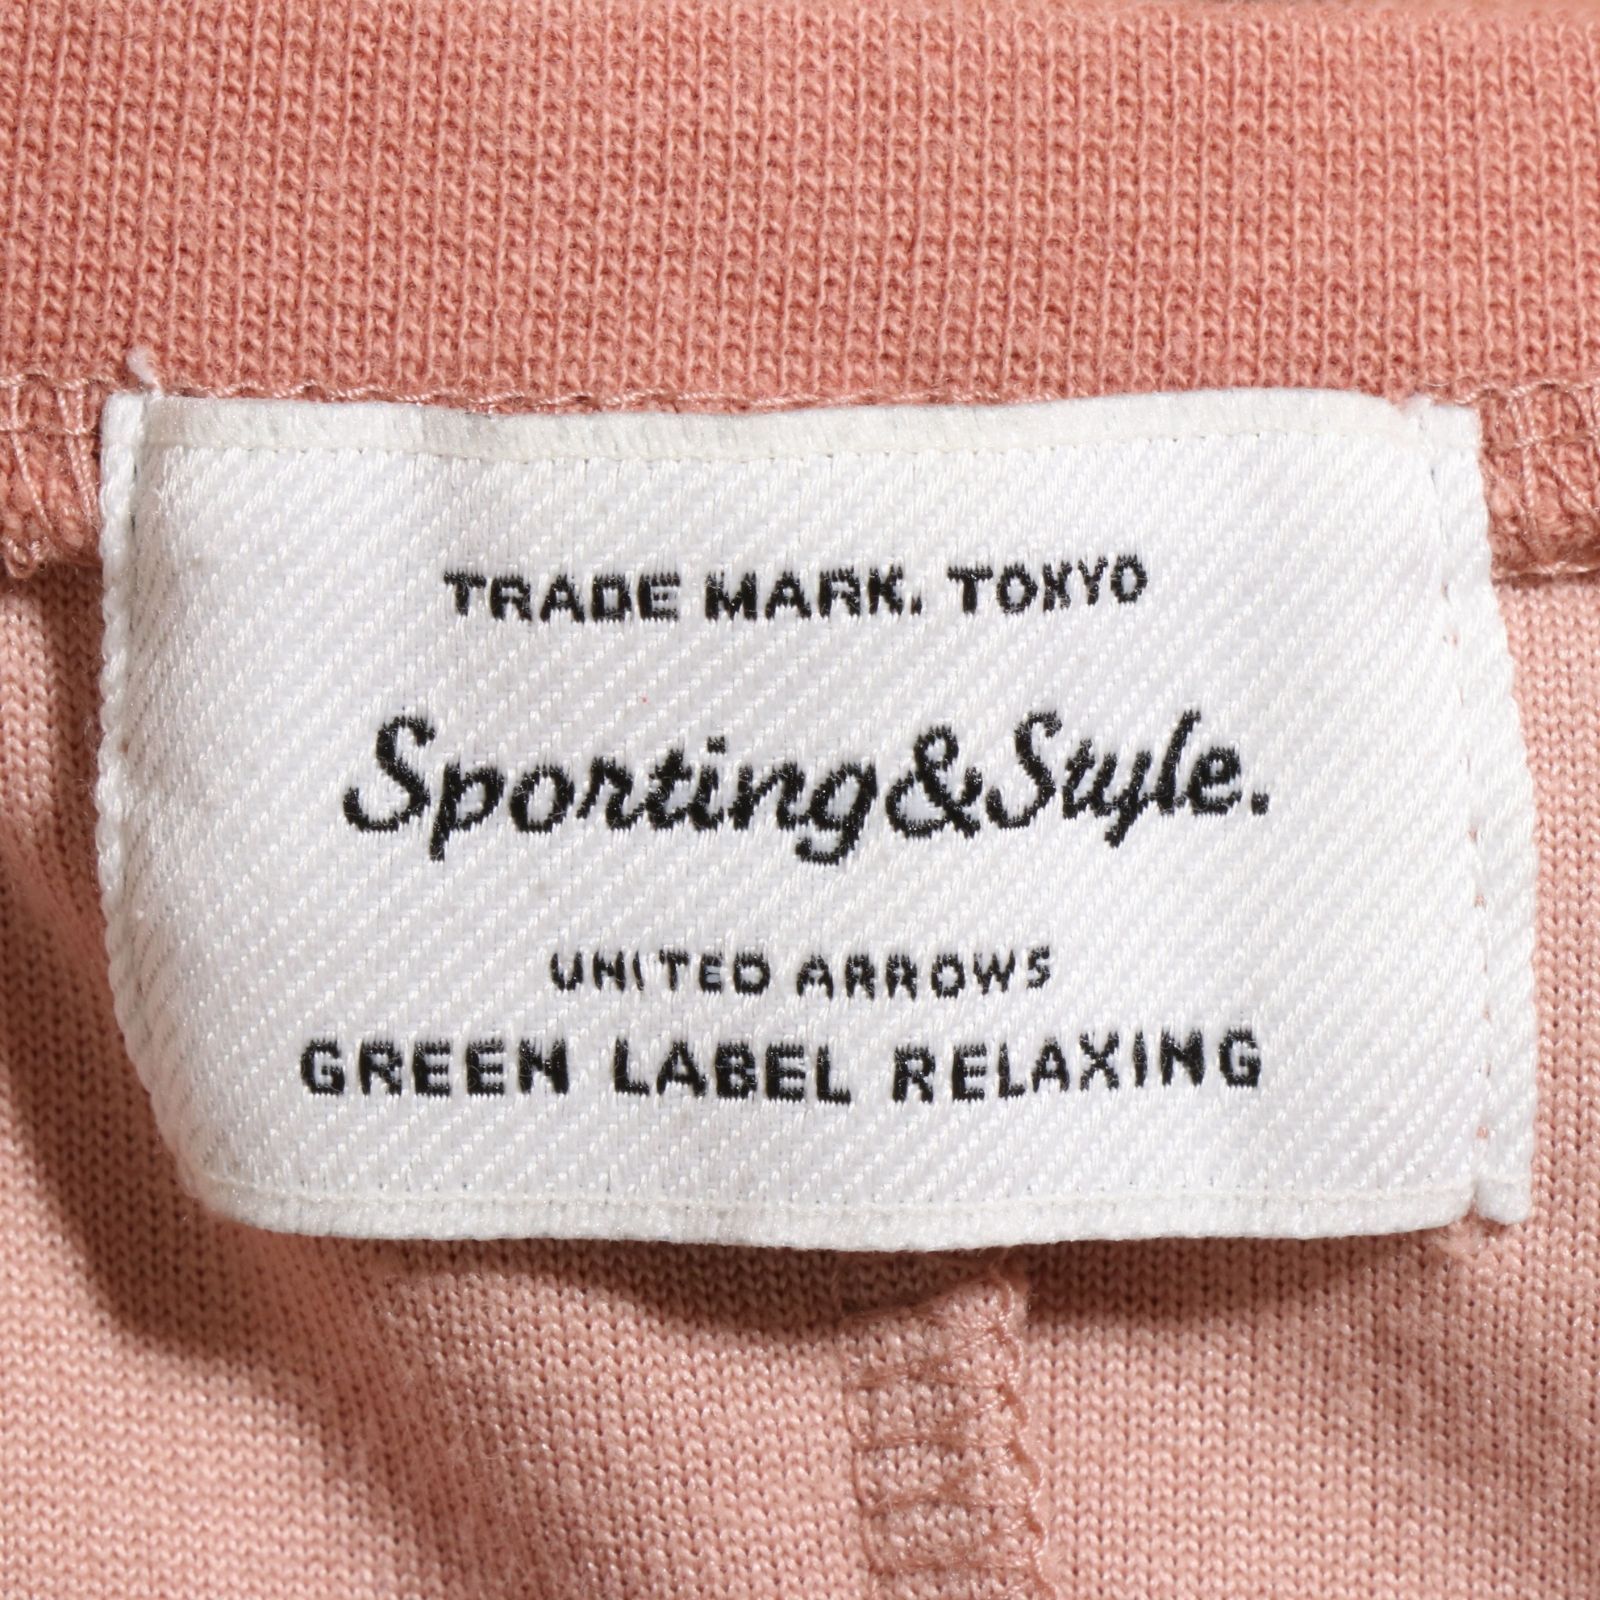 TRADE MARK. TOKYO
Sporting&Style.
UNITED ARROWS
GREEN LABEL RELAXING